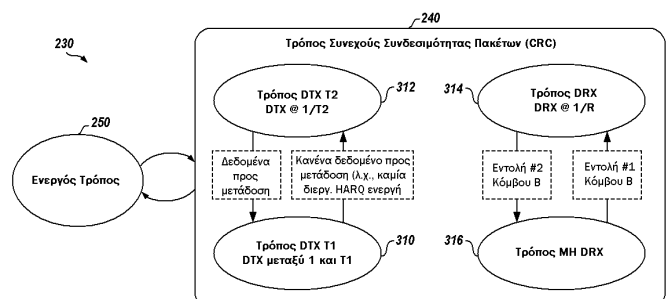 240
230
Τρόπος Συνεχούς Συνδεσιμότητας Πακέτων (CRC)
250
Ενεργός Τρόπος
312
Τρόπος DTX T2
DTX @ 1/T2
314
Τρόπος DRX
DRX @ 1/R
Δεδομένα
προς
μετάδοση
Κανένα δεδομένο προς
μετάδοση (λ.χ., καμία
διεργ. HARQ ενεργή
Εντολή #2
Κόμβου Β
Εντολή #1
Κόμβου Β
310
Τρόπος DTX T1
DTX μεταξύ 1 και T1
316
Τρόπος ΜΗ DRX